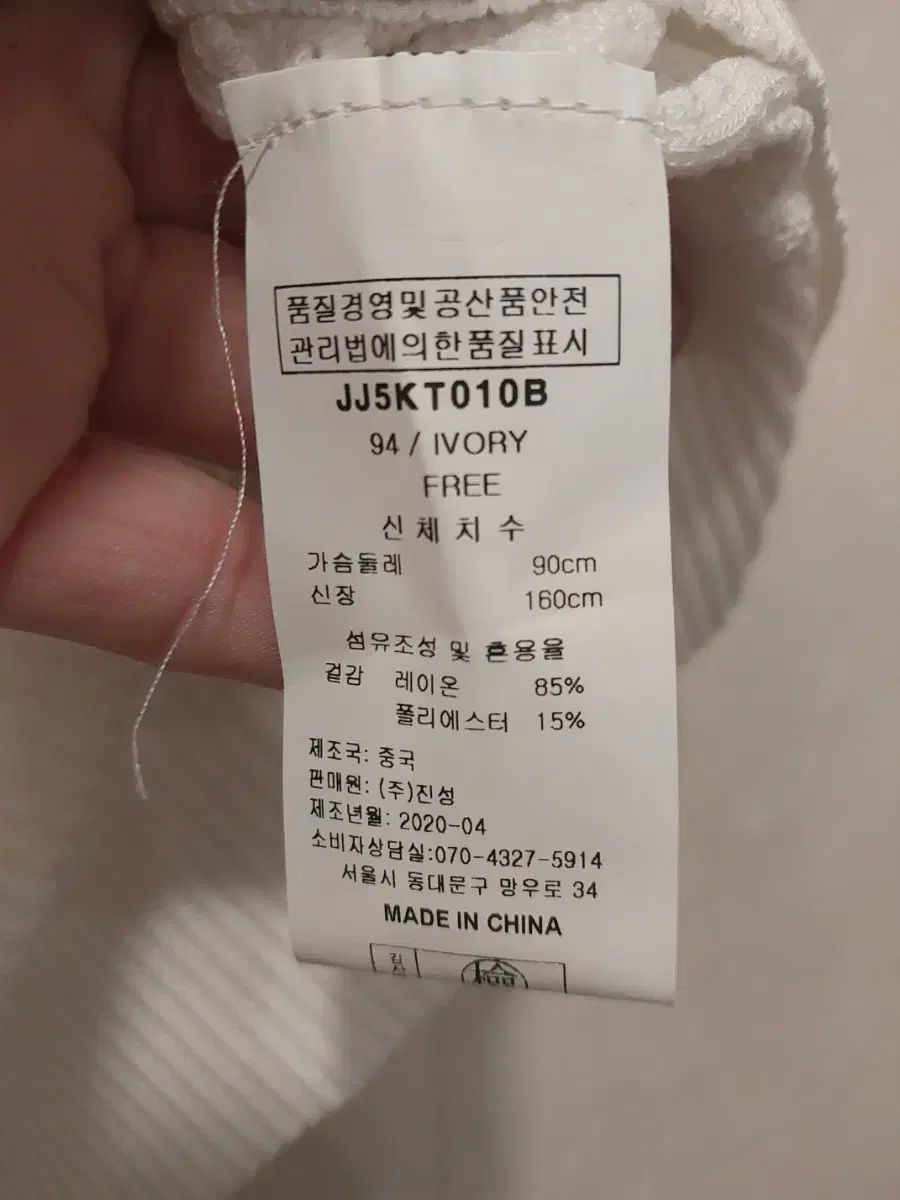 품질경영및공산품안전
관리법에의한품질표시
JJ5KT010B
94 / IVORY
FREE
신체치수
가슴둘레 90cm
신장 160cm
섬유조성 및 혼용율
겉감 레이온 85%
폴리에스터 15%
제조국: 중국
판매원: (주)진성
제조년월: 2020-04
소비자상담실:070-4327-5914
서울시 동대문구 망우로 34
MADE IN CHINA